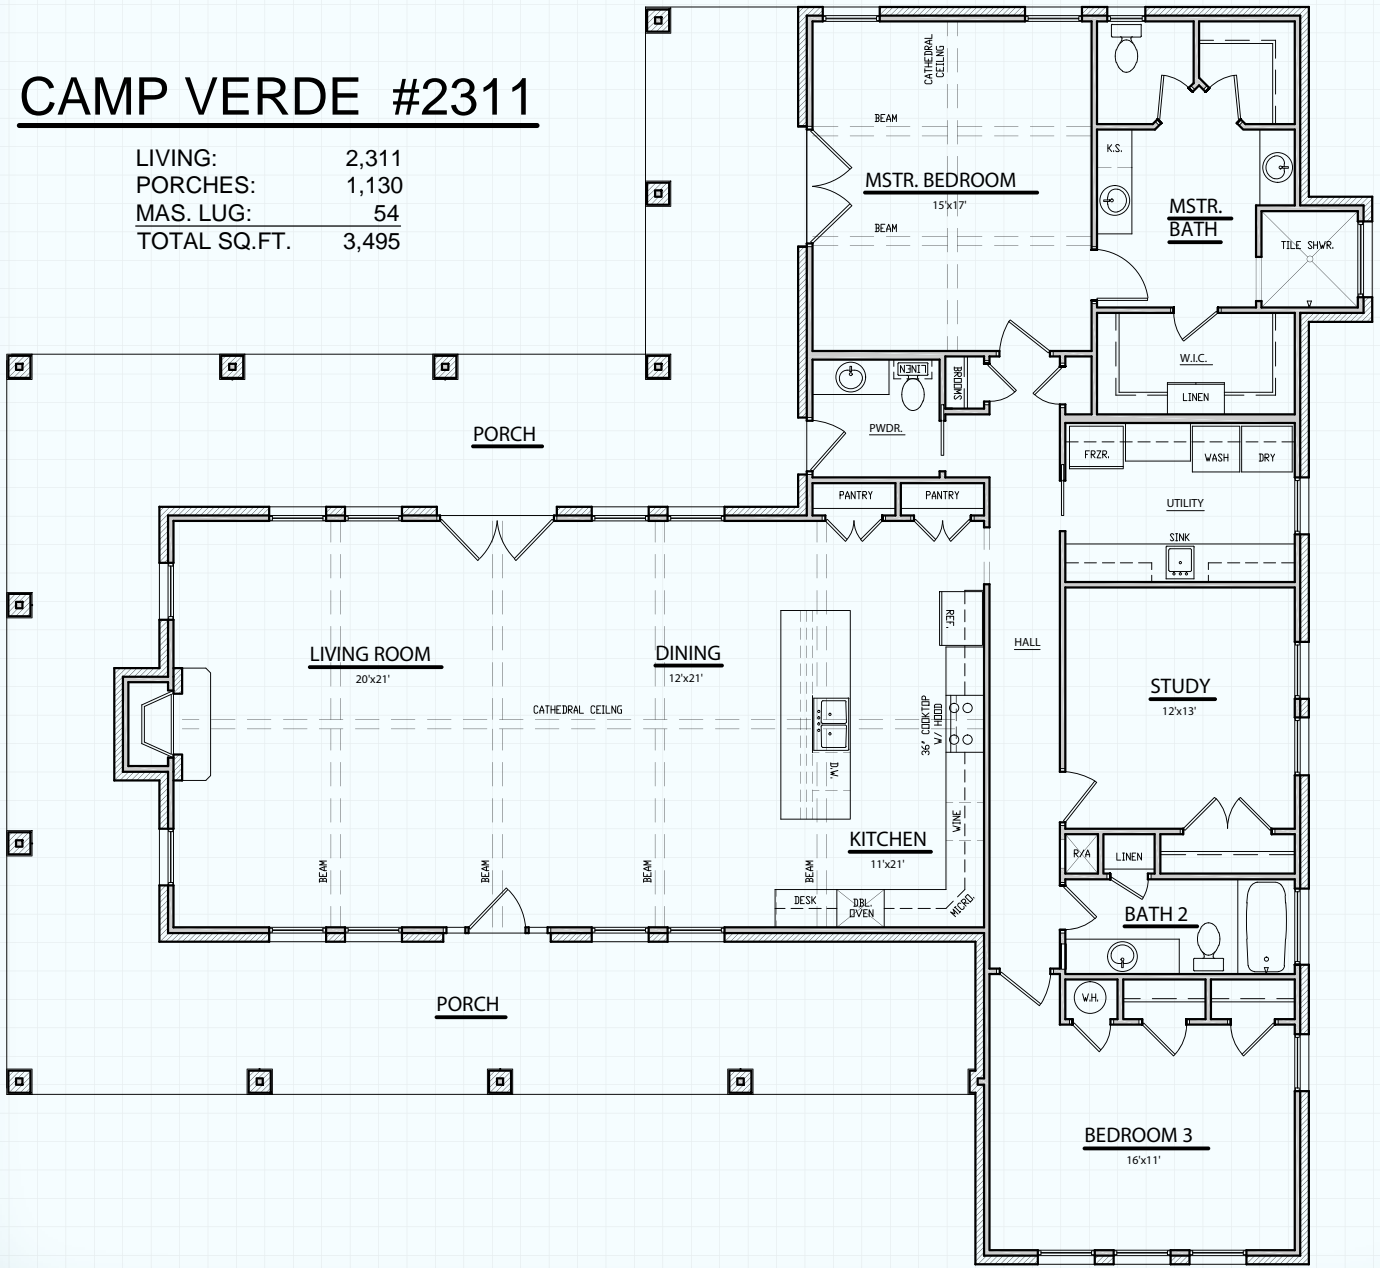 CAMP VERDE #2311
LIVING: 2,311
PORCHES: 1,130
MAS. LUG: 54
TOTAL SQ.FT. 3,495
CATHEDRAL
CEILNG
BEAM
K.S.
MSTR. BEDROOM
15'x17'
MSTR.
BATH
BEAM
TILE SHWR.
W.I.C.
LINEN
LINEN
BROOMS
PWDR.
PORCH
FRZR.
WASH
DRY
PANTRY
PANTRY
UTILITY
SINK
REF.
HALL
LIVING ROOM
20'x21'
DINING
12'x21'
STUDY
12'x13'
CATHEDRAL CEILNG
36" COOKTOP
W/ HOOD
D.W.
WINE
KITCHEN
11'x21'
R/A
LINEN
BEAM
BEAM
BEAM
BEAM
DESK
DBL.
OVEN
MICRO.
BATH 2
PORCH
W.H.
BEDROOM 3
16'x11'